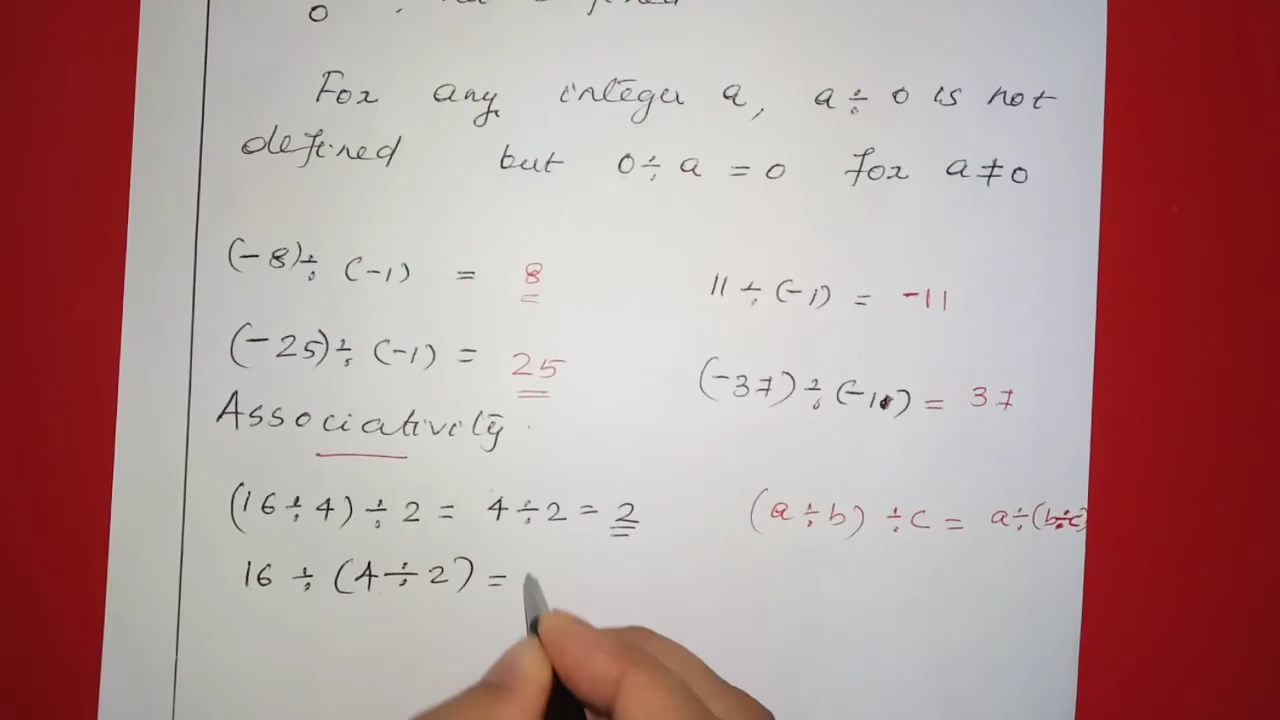 0
For any integer a, a ÷ 0 is not
defined but 0 ÷ a = 0 for a ≠ 0
(-8) ÷ (-1) = 8
11 ÷ (-1) = -11
(-25) ÷ (-1) = 25
(-37) ÷ (-1) = 37
Associativity
(16 ÷ 4) ÷ 2 = 4 ÷ 2 = 2
(a ÷ b) ÷ c = a ÷ (b ÷ c)
16 ÷ (4 ÷ 2) =